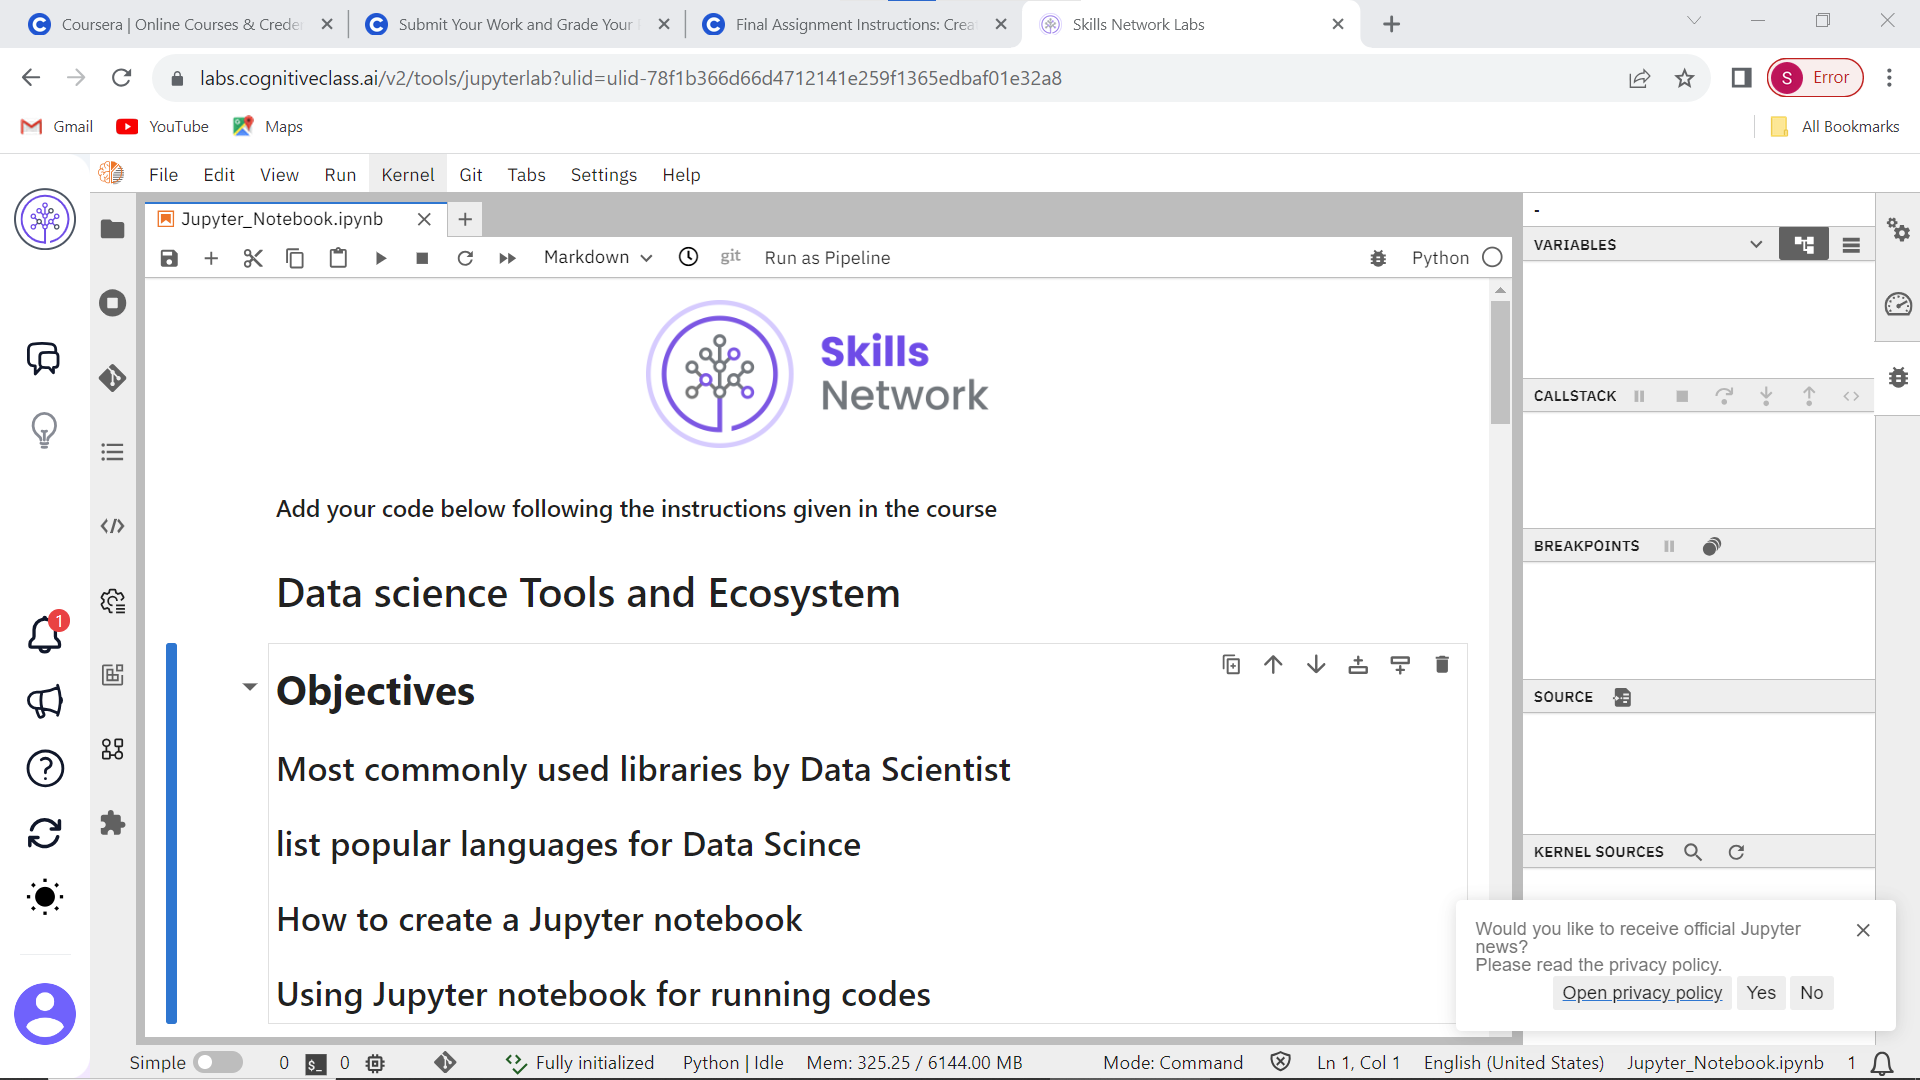 Coursera | Online Courses & Creder
Submit Your Work and Grade Your
Final Assignment Instructions: Crea
Skills Network Labs
labs.cognitiveclass.ai/v2/tools/jupyterlab?ulid=ulid-78f1b366d66d4712141e259f1365edbaf01e32a8
S Error
Gmail YouTube Maps
All Bookmarks
File Edit View Run Kernel Git Tabs Settings Help
Jupyter_Notebook.ipynb
-
Markdown
git
Run as Pipeline
Python
VARIABLES
Skills
Network
CALLSTACK
Add your code below following the instructions given in the course
BREAKPOINTS
Data science Tools and Ecosystem
1
Objectives
SOURCE
Most commonly used libraries by Data Scientist
list popular languages for Data Scince
KERNEL SOURCES
How to create a Jupyter notebook
Using Jupyter notebook for running codes
Would you like to receive official Jupyter
news?
Please read the privacy policy.
Open privacy policy Yes No
Simple 0 $_ 0 Fully initialized Python | Idle Mem: 325.25 / 6144.00 MB Mode: Command Ln 1, Col 1 English (United States) Jupyter_Notebook.ipynb 1